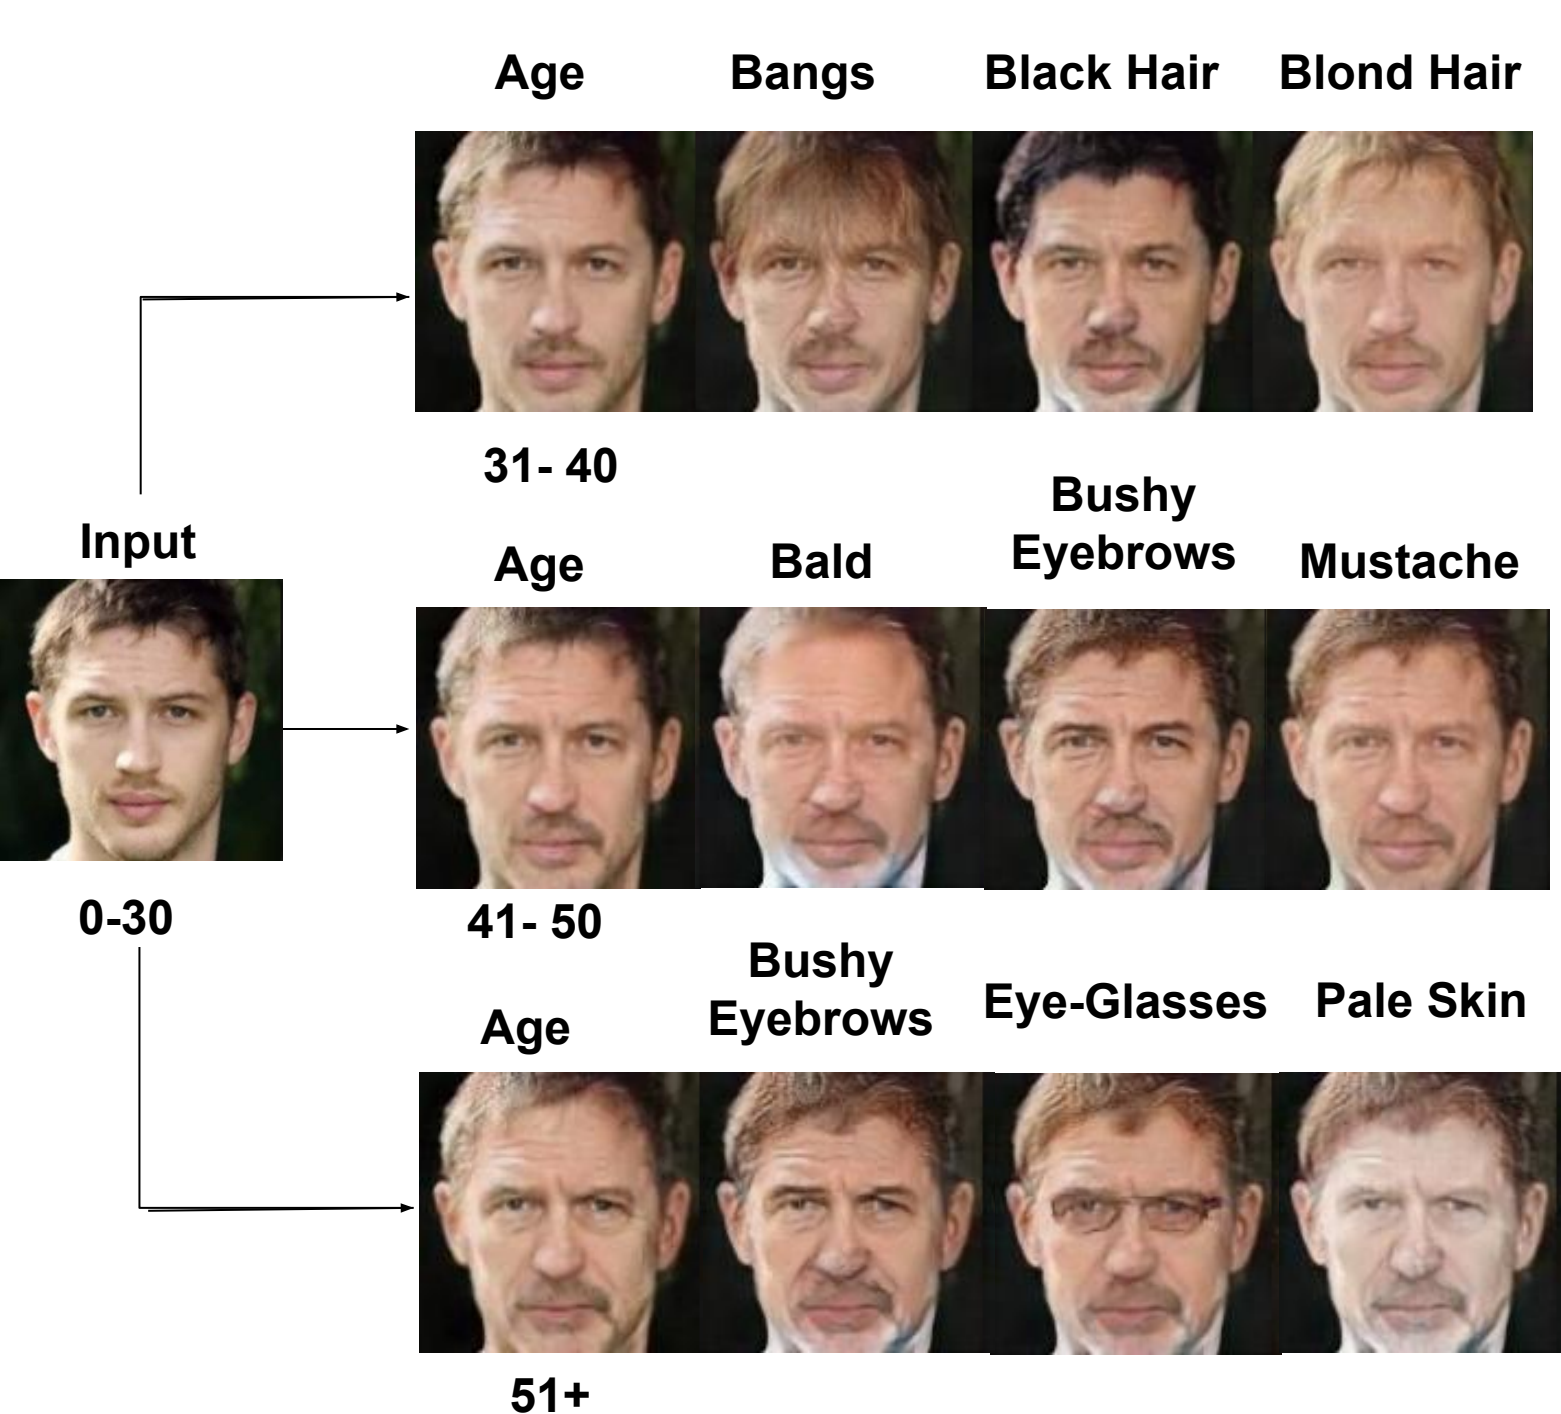 Age Bangs Black Hair Blond Hair
31- 40
Input
Age Bald Bushy Eyebrows Mustache
0-30
41- 50
Age Bushy Eyebrows Eye-Glasses Pale Skin
51+